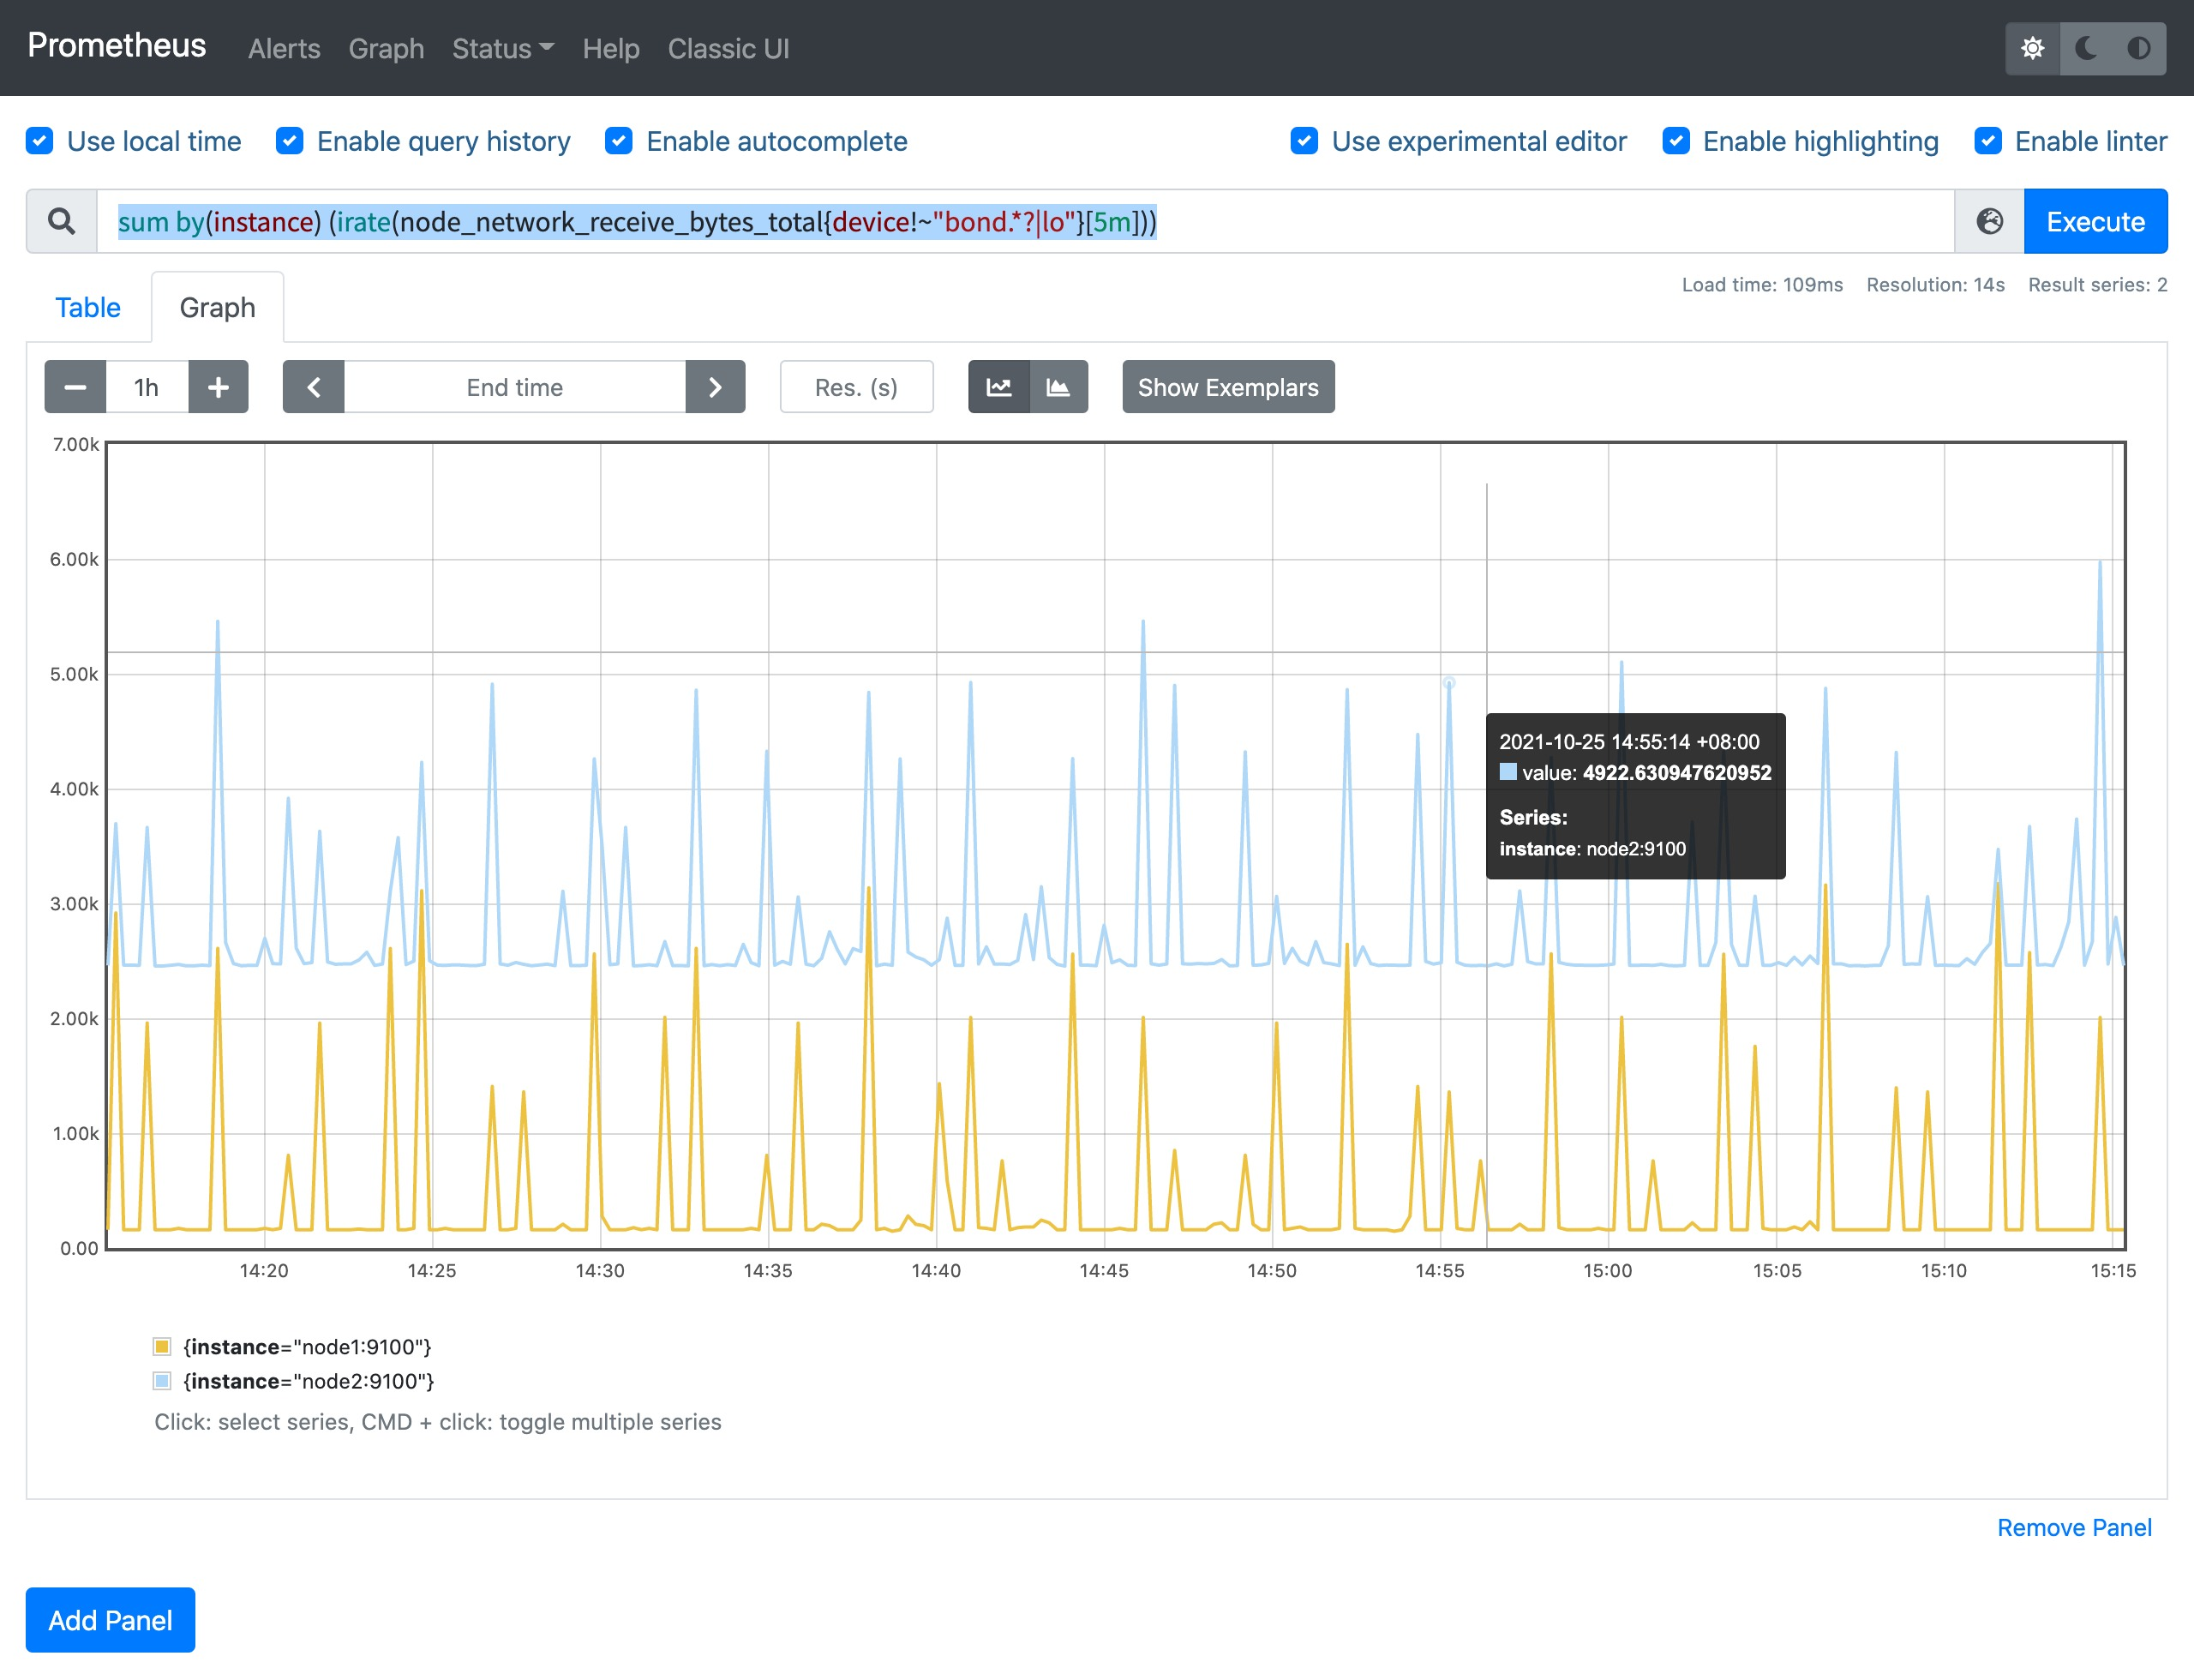 Prometheus Alerts Graph Status Help Classic UI
Use local time Enable query history Enable autocomplete Use experimental editor Enable highlighting Enable linter
sum by(instance) (irate(node_network_receive_bytes_total{device!~"bond.*?|lo"}[5m])) Execute
Load time: 109ms Resolution: 14s Result series: 2
Table Graph
1h End time Res. (s) Show Exemplars
7.00k
6.00k
5.00k
4.00k
3.00k
2.00k
1.00k
0.00
2021-10-25 14:55:14 +08:00
value: 4922.630947620952
Series:
instance: node2:9100
14:20 14:25 14:30 14:35 14:40 14:45 14:50 14:55 15:00 15:05 15:10 15:15
{instance="node1:9100"}
{instance="node2:9100"}
Click: select series, CMD + click: toggle multiple series
Remove Panel
Add Panel